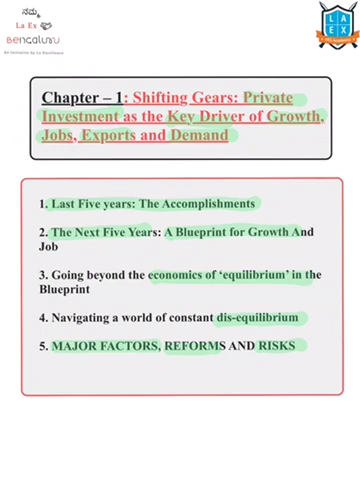 ನಮ್ಮ
La Ex
BENGALURU
An Initiative by La Excellence
LA
EX
Chapter – 1: Shifting Gears: Private
Investment as the Key Driver of Growth,
Jobs, Exports and Demand
1. Last Five years: The Accomplishments
2. The Next Five Years: A Blueprint for Growth And
Job
3. Going beyond the economics of ‘equilibrium’ in the
Blueprint
4. Navigating a world of constant dis-equilibrium
5. MAJOR FACTORS, REFORMS AND RISKS